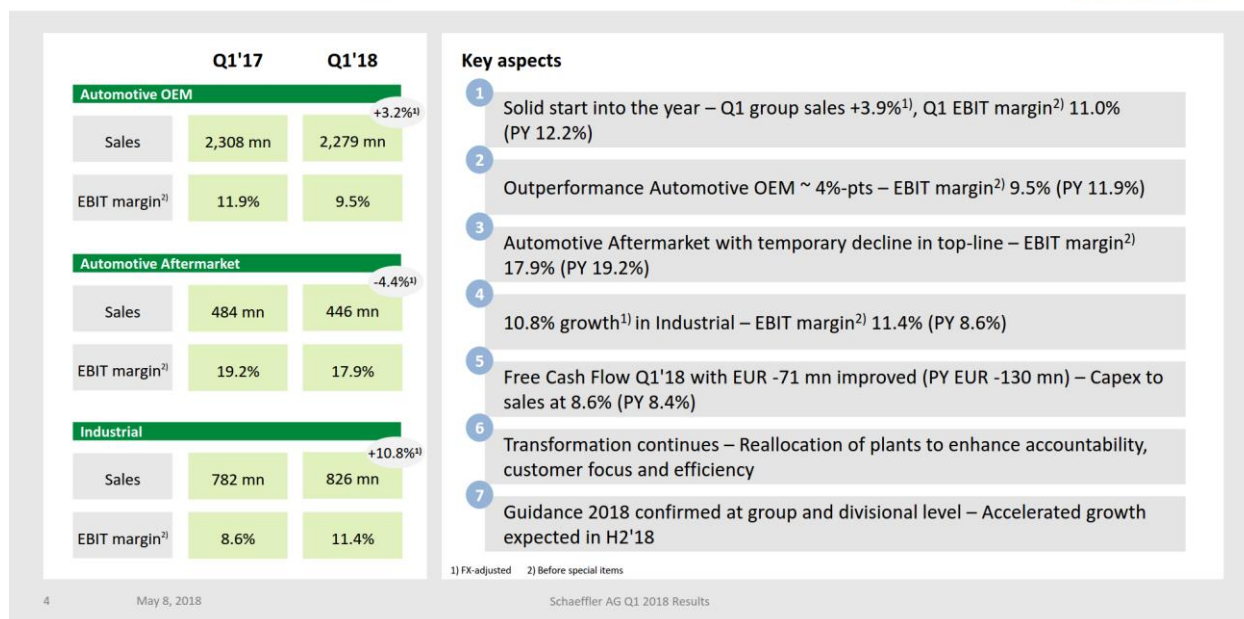 Q1'17 Q1'18
Automotive OEM
+3.2%1)
Sales 2,308 mn 2,279 mn
EBIT margin2) 11.9% 9.5%
Automotive Aftermarket
-4.4%1)
Sales 484 mn 446 mn
EBIT margin2) 19.2% 17.9%
Industrial
+10.8%1)
Sales 782 mn 826 mn
EBIT margin2) 8.6% 11.4%
Key aspects
1
Solid start into the year – Q1 group sales +3.9%1), Q1 EBIT margin2) 11.0%
(PY 12.2%)
2
Outperformance Automotive OEM ~ 4%-pts – EBIT margin2) 9.5% (PY 11.9%)
3
Automotive Aftermarket with temporary decline in top-line – EBIT margin2)
17.9% (PY 19.2%)
4
10.8% growth1) in Industrial – EBIT margin2) 11.4% (PY 8.6%)
5
Free Cash Flow Q1'18 with EUR -71 mn improved (PY EUR -130 mn) – Capex to
sales at 8.6% (PY 8.4%)
6
Transformation continues – Reallocation of plants to enhance accountability,
customer focus and efficiency
7
Guidance 2018 confirmed at group and divisional level – Accelerated growth
expected in H2'18
1) FX-adjusted 2) Before special items
4 May 8, 2018 Schaeffler AG Q1 2018 Results